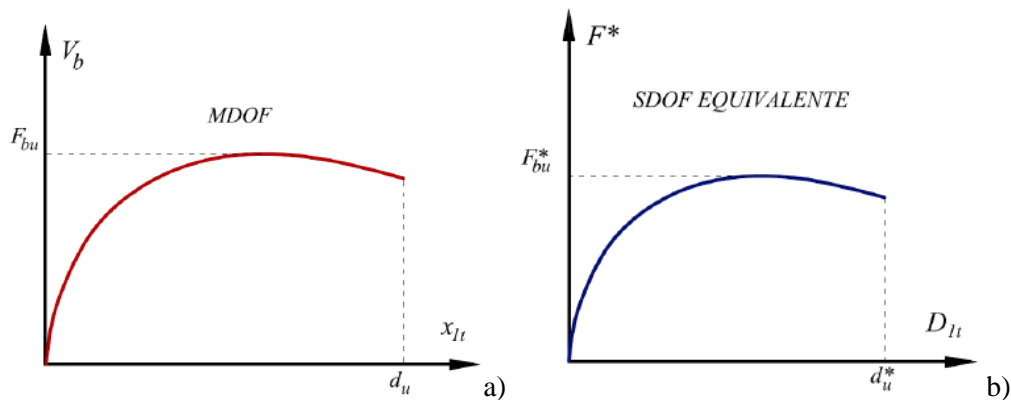 V_b
MDOF
F_bu
x_1t
d_u
a)
F*
SDOF EQUIVALENTE
F*_bu
D_1t
d*_u
b)